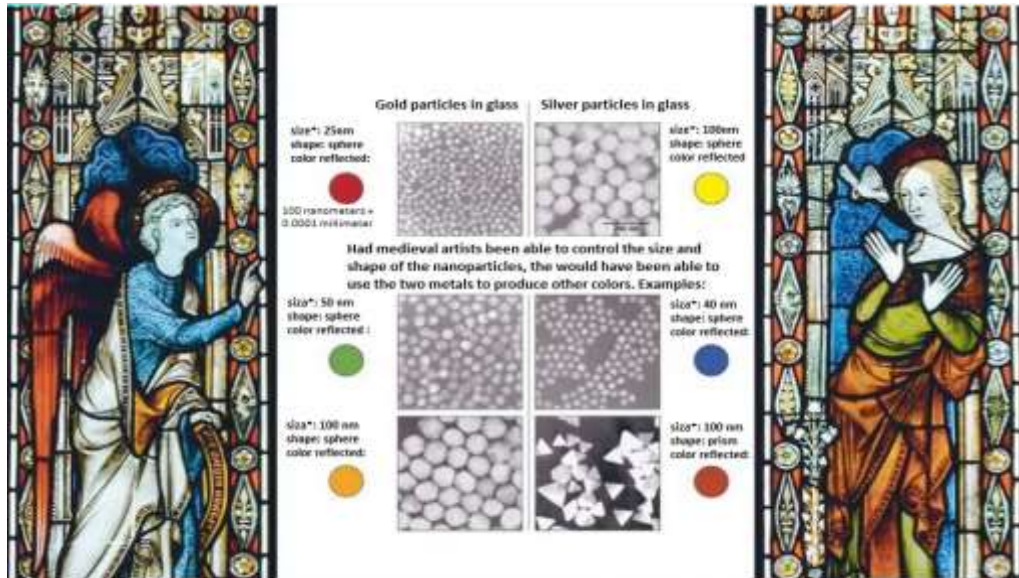 Gold particles in glass
Silver particles in glass
size*: 25nm
shape: sphere
color reflected:
100 nanometers =
0.0001 millimeter
size*: 100nm
shape: sphere
color reflected
Had medieval artists been able to control the size and
shape of the nanoparticles, the would have been able to
use the two metals to produce other colors. Examples:
siza*: 50 nm
shape: sphere
color reflected :
siza*: 40 nm
shape: sphere
color reflected:
siza*: 100 nm
shape: sphere
color reflected:
siza*: 100 nm
shape: prism
color reflected: